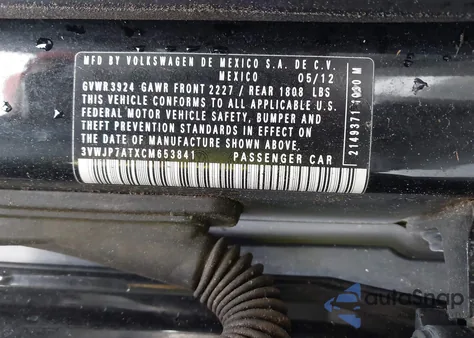 MFD BY VOLKSWAGEN DE MEXICO S.A. DE C.V.
MEXICO 05/12
GVWR3924 GAWR FRONT 2227 / REAR 1808 LBS
THIS VEHICLE CONFORMS TO ALL APPLICABLE U.S.
FEDERAL MOTOR VEHICLE SAFETY, BUMPER AND
THEFT PREVENTION STANDARDS IN EFFECT ON
THE DATE OF MANUFACTURE SHOWN ABOVE.
3VWJP7ATXCM653841 PASSENGER CAR
M
autoSnap